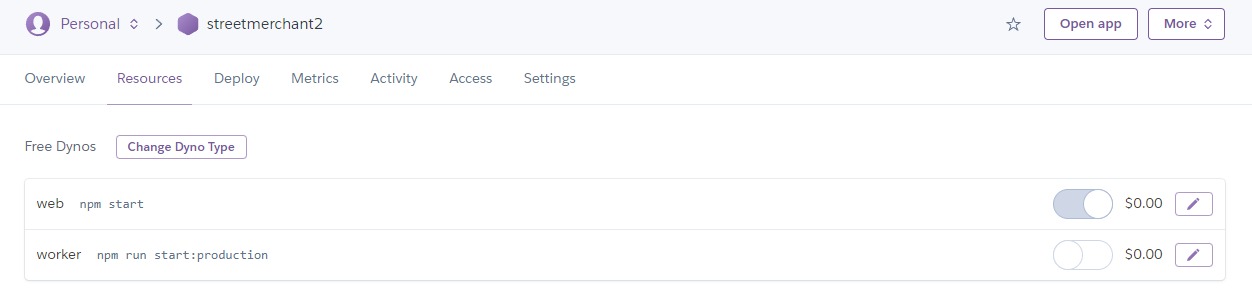 Personal streetmerchant2 Open app More
Overview Resources Deploy Metrics Activity Access Settings
Free Dynos Change Dyno Type
web npm start $0.00
worker npm run start:production $0.00